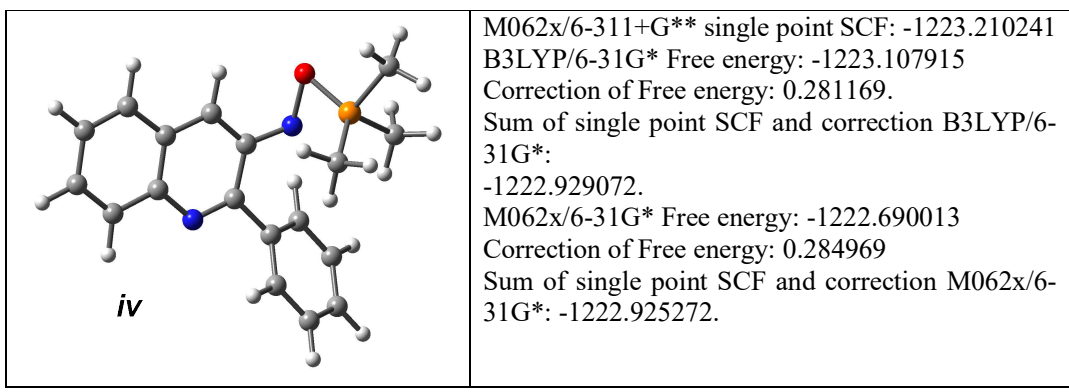 M062x/6-311+G** single point SCF: -1223.210241
B3LYP/6-31G* Free energy: -1223.107915
Correction of Free energy: 0.281169.
Sum of single point SCF and correction B3LYP/6-
31G*:
-1222.929072.
M062x/6-31G* Free energy: -1222.690013
Correction of Free energy: 0.284969
Sum of single point SCF and correction M062x/6-
31G*: -1222.925272.
iv